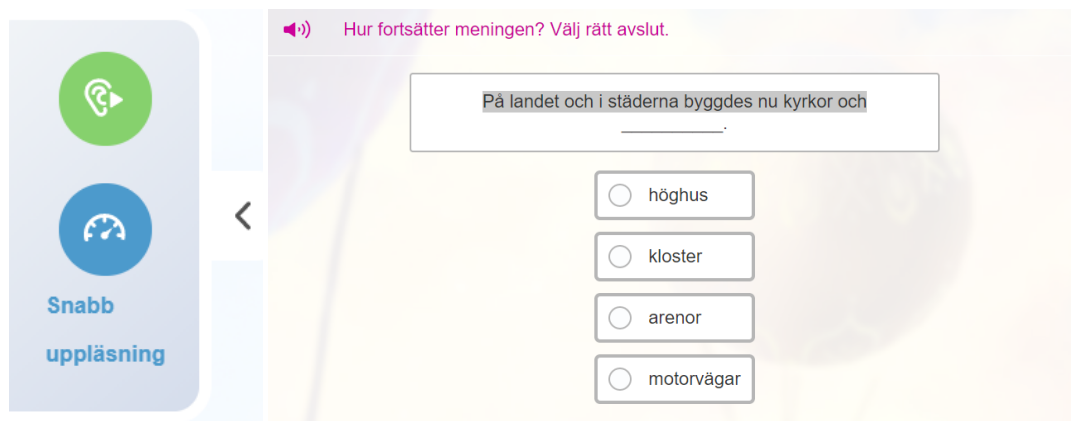 Hur fortsätter meningen? Välj rätt avslut.
På landet och i städerna byggdes nu kyrkor och
___________.
höghus
kloster
arenor
motorvägar
Snabb
uppläsning